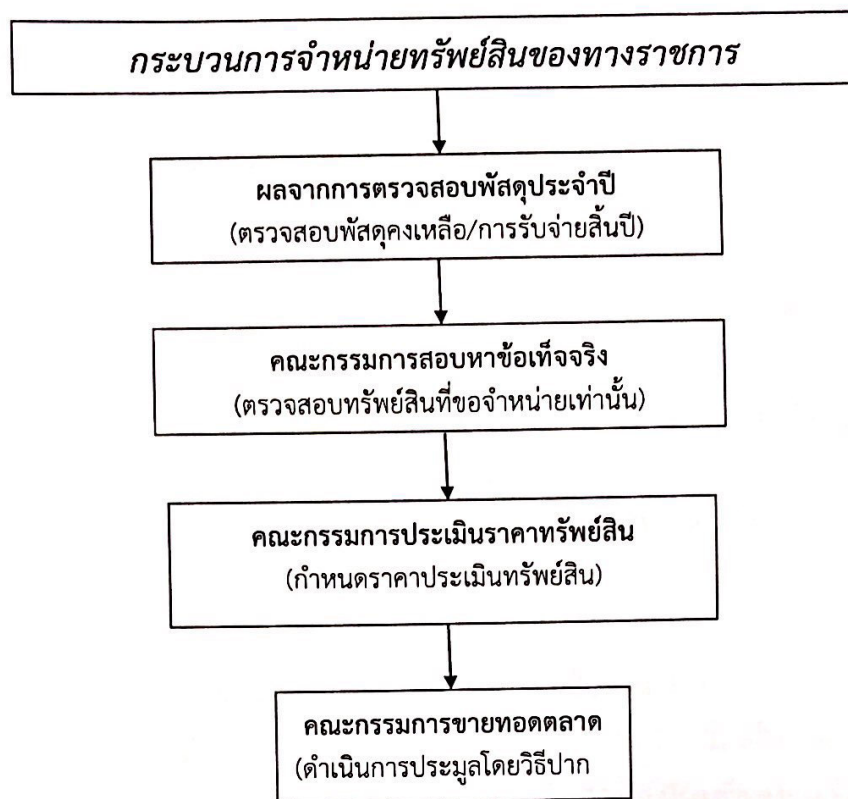 กระบวนการจำหน่ายทรัพย์สินของทางราชการ
ผลจากการตรวจสอบพัสดุประจำปี
(ตรวจสอบพัสดุคงเหลือ/การรับจ่ายสิ้นปี)
คณะกรรมการสอบหาข้อเท็จจริง
(ตรวจสอบทรัพย์สินที่ขอจำหน่ายเท่านั้น)
คณะกรรมการประเมินราคาทรัพย์สิน
(กำหนดราคาประเมินทรัพย์สิน)
คณะกรรมการขายทอดตลาด
(ดำเนินการประมูลโดยวิธีปาก